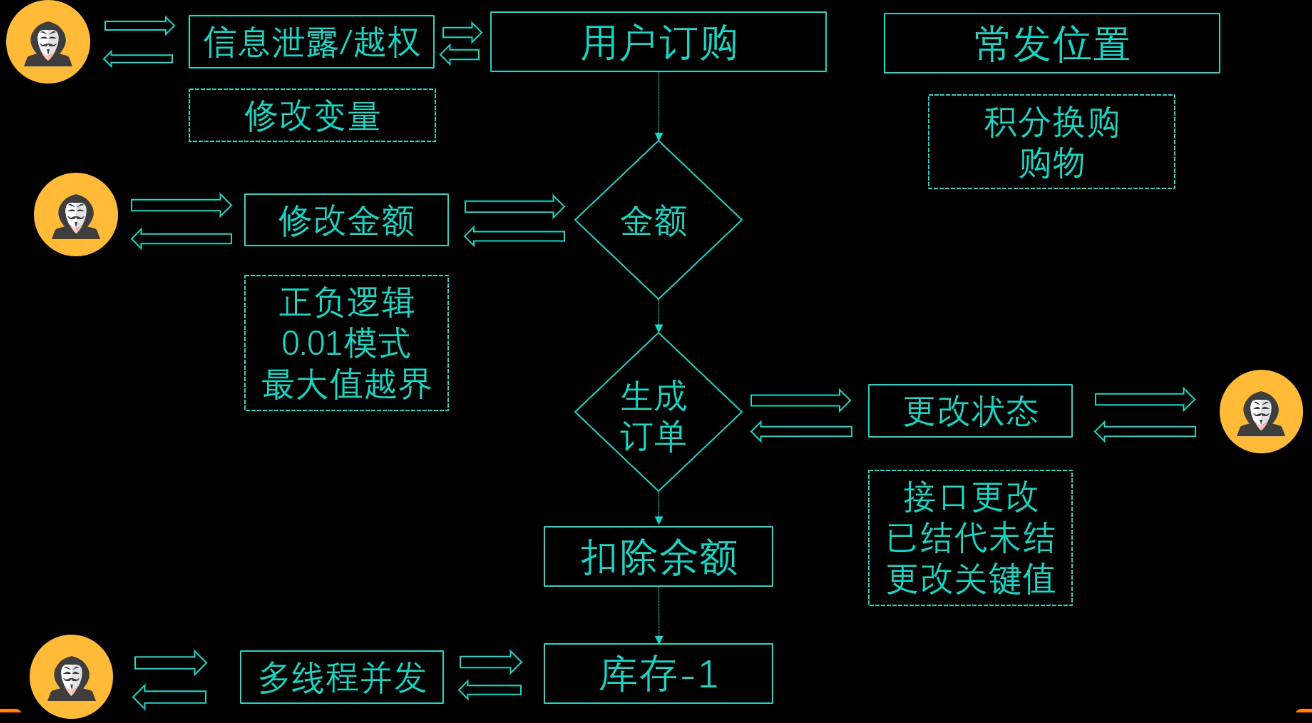 信息泄露/越权
用户订购
常发位置
修改变量
积分换购
购物
修改金额
金额
正负逻辑
0.01模式
最大值越界
生成
订单
更改状态
接口更改
已结代未结
更改关键值
扣除余额
多线程并发
库存-1